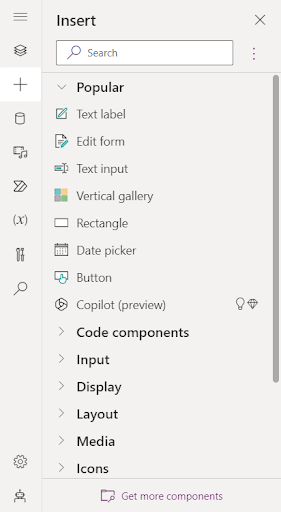 Insert
Search
Popular
Text label
Edit form
Text input
Vertical gallery
Rectangle
Date picker
Button
Copilot (preview)
Code components
Input
Display
Layout
Media
Icons
Get more components
(x)